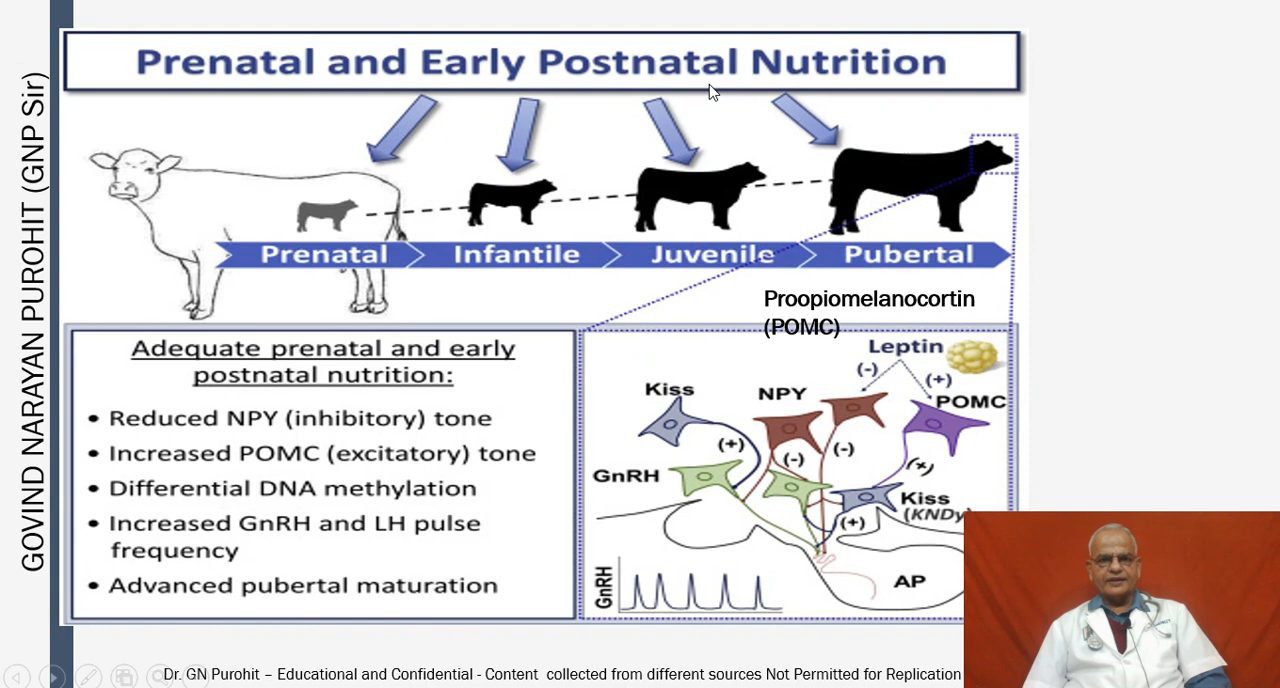 GOVIND NARAYAN PUROHIT (GNP Sir)
Prenatal and Early Postnatal Nutrition
Prenatal
Infantile
Juvenile
Pubertal
Proopiomelanocortin
(POMC)
Adequate prenatal and early
postnatal nutrition:
• Reduced NPY (inhibitory) tone
• Increased POMC (excitatory) tone
• Differential DNA methylation
• Increased GnRH and LH pulse
frequency
• Advanced pubertal maturation
Leptin
(-)
(+)
Kiss
NPY
POMC
(+)
(-)
(-)
(+)
GnRH
Kiss
(KNDy
(+)
GnRH
AP
Dr. GN Purohit – Educational and Confidential - Content collected from different sources Not Permitted for Replication